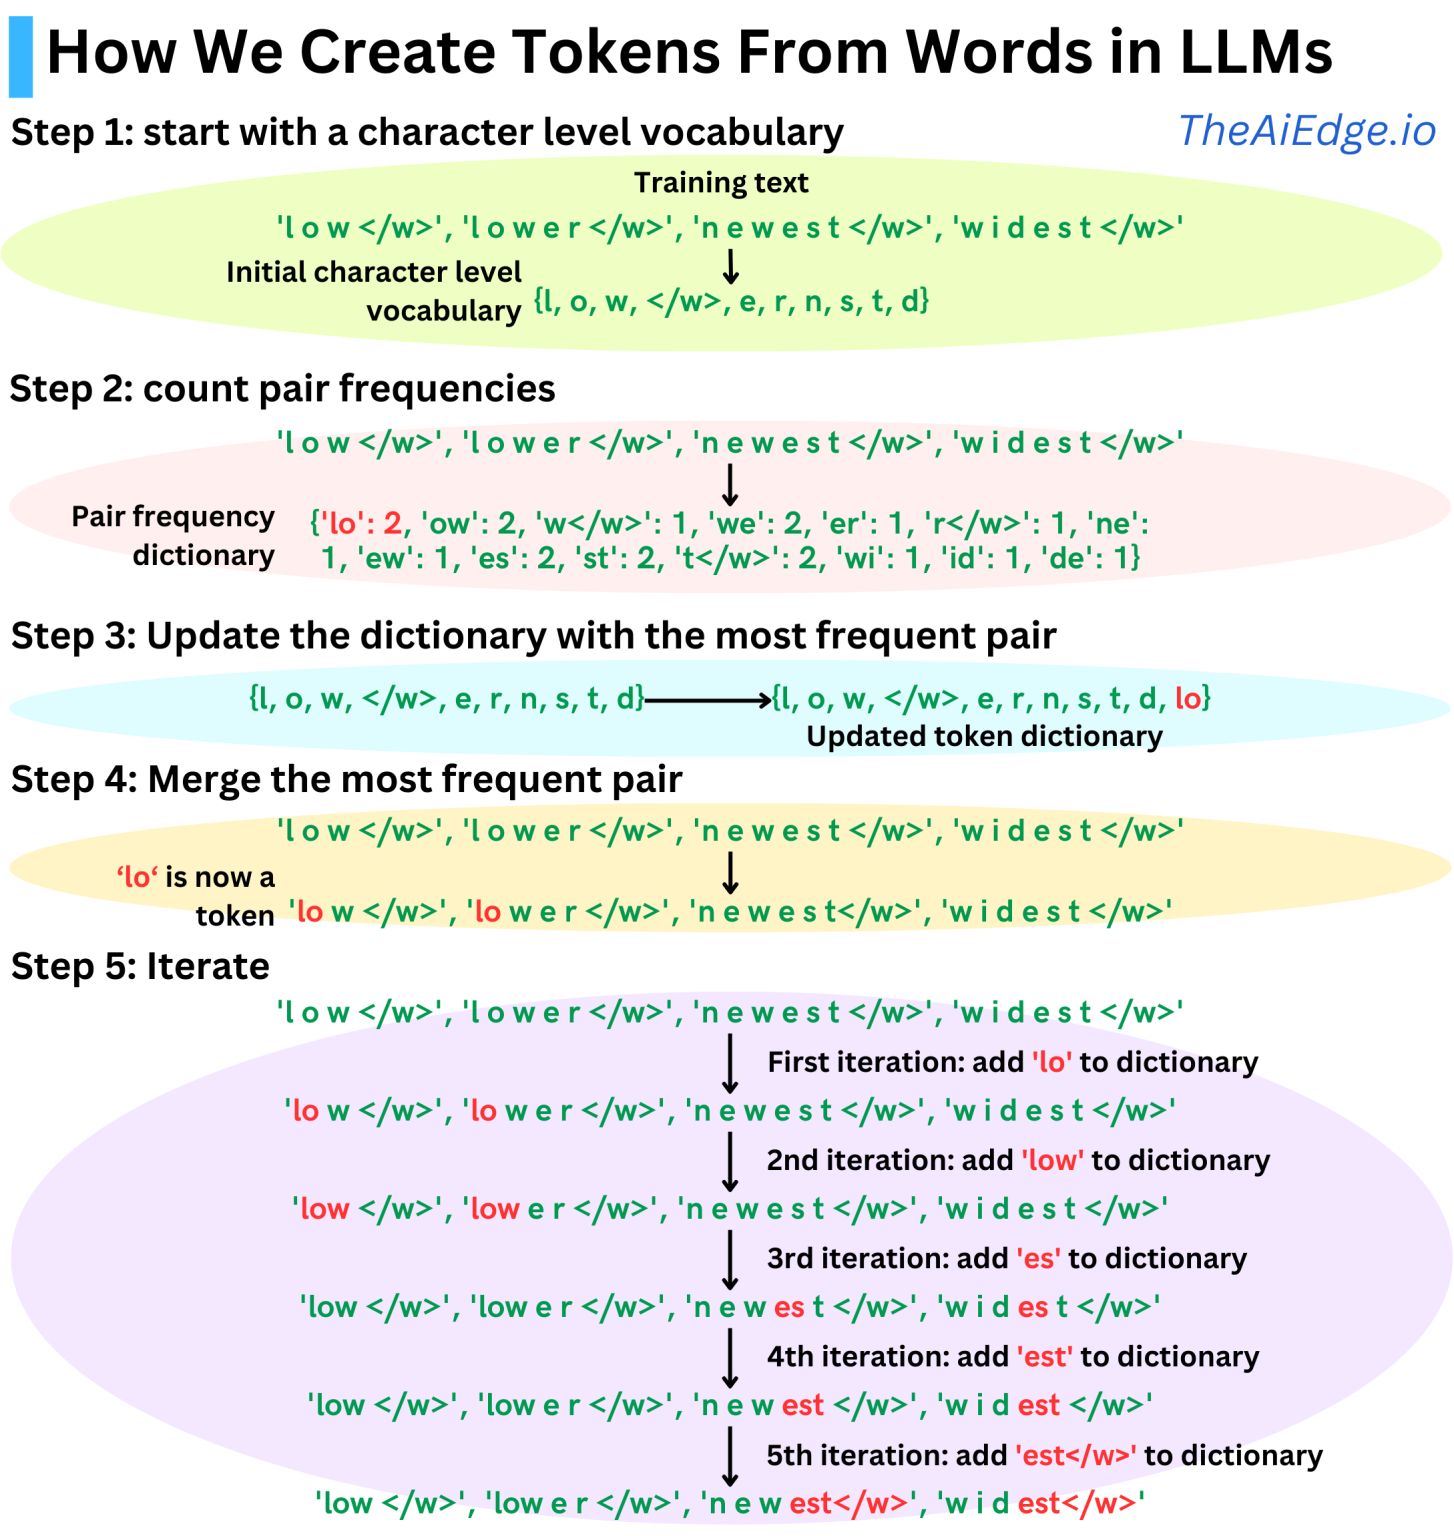 How We Create Tokens From Words in LLMs
Step 1: start with a character level vocabulary
TheAiEdge.io
Training text
'l o w </w>', 'l o w e r </w>', 'n e w e s t </w>', 'w i d e s t </w>'
Initial character level
vocabulary
{l, o, w, </w>, e, r, n, s, t, d}
Step 2: count pair frequencies
'l o w </w>', 'l o w e r </w>', 'n e w e s t </w>', 'w i d e s t </w>'
Pair frequency
dictionary
{'lo': 2, 'ow': 2, 'w</w>': 1, 'we': 2, 'er': 1, 'r</w>': 1, 'ne':
1, 'ew': 1, 'es': 2, 'st': 2, 't</w>': 2, 'wi': 1, 'id': 1, 'de': 1}
Step 3: Update the dictionary with the most frequent pair
{l, o, w, </w>, e, r, n, s, t, d}
{l, o, w, </w>, e, r, n, s, t, d, lo}
Updated token dictionary
Step 4: Merge the most frequent pair
'l o w </w>', 'l o w e r </w>', 'n e w e s t </w>', 'w i d e s t </w>'
‘lo‘ is now a
token
'lo w </w>', 'lo w e r </w>', 'n e w e s t</w>', 'w i d e s t </w>'
Step 5: Iterate
'l o w </w>', 'l o w e r </w>', 'n e w e s t </w>', 'w i d e s t </w>'
First iteration: add 'lo' to dictionary
'lo w </w>', 'lo w e r </w>', 'n e w e s t </w>', 'w i d e s t </w>'
2nd iteration: add 'low' to dictionary
'low </w>', 'low e r </w>', 'n e w e s t </w>', 'w i d e s t </w>'
3rd iteration: add 'es' to dictionary
'low </w>', 'low e r </w>', 'n e w es t </w>', 'w i d es t </w>'
4th iteration: add 'est' to dictionary
'low </w>', 'low e r </w>', 'n e w est </w>', 'w i d est </w>'
5th iteration: add 'est</w>' to dictionary
'low </w>', 'low e r </w>', 'n e w est</w>', 'w i d est</w>'